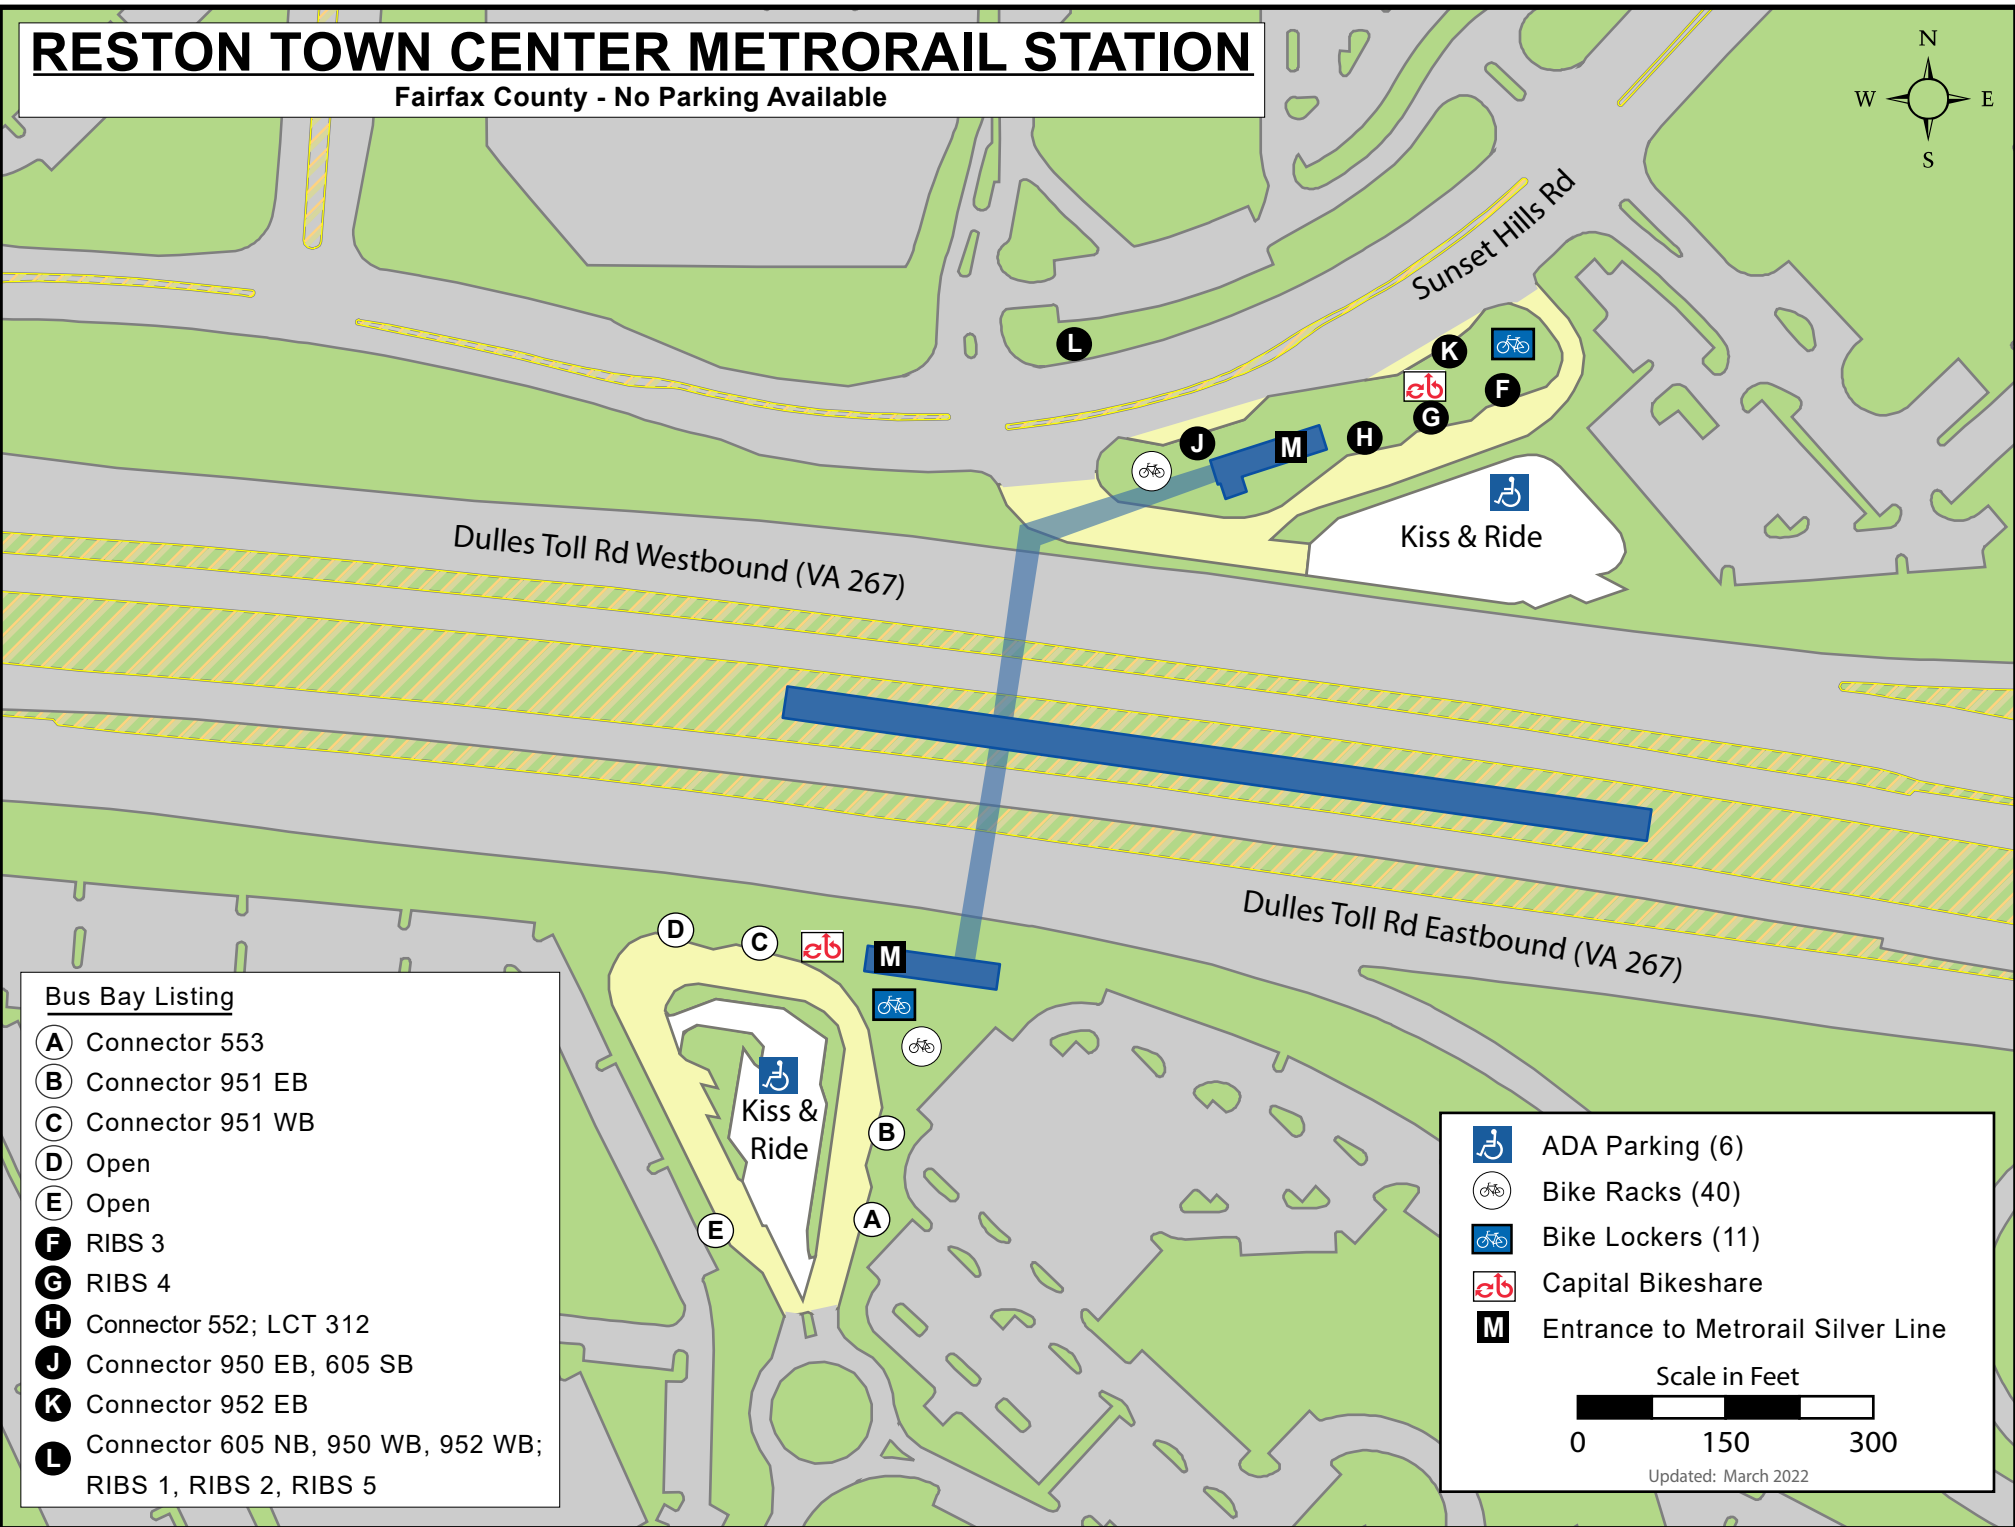 RESTON TOWN CENTER METRORAIL STATION
Fairfax County - No Parking Available
N
W E
S
Sunset Hills Rd
L
K
F
G
H
J
M
Kiss & Ride
Dulles Toll Rd Westbound (VA 267)
Dulles Toll Rd Eastbound (VA 267)
D
C
M
Kiss &
Ride
B
A
E
Bus Bay Listing
A Connector 553
B Connector 951 EB
C Connector 951 WB
D Open
E Open
F RIBS 3
G RIBS 4
H Connector 552; LCT 312
J Connector 950 EB, 605 SB
K Connector 952 EB
L Connector 605 NB, 950 WB, 952 WB;
RIBS 1, RIBS 2, RIBS 5
ADA Parking (6)
Bike Racks (40)
Bike Lockers (11)
Capital Bikeshare
M Entrance to Metrorail Silver Line
Scale in Feet
0 150 300
Updated: March 2022